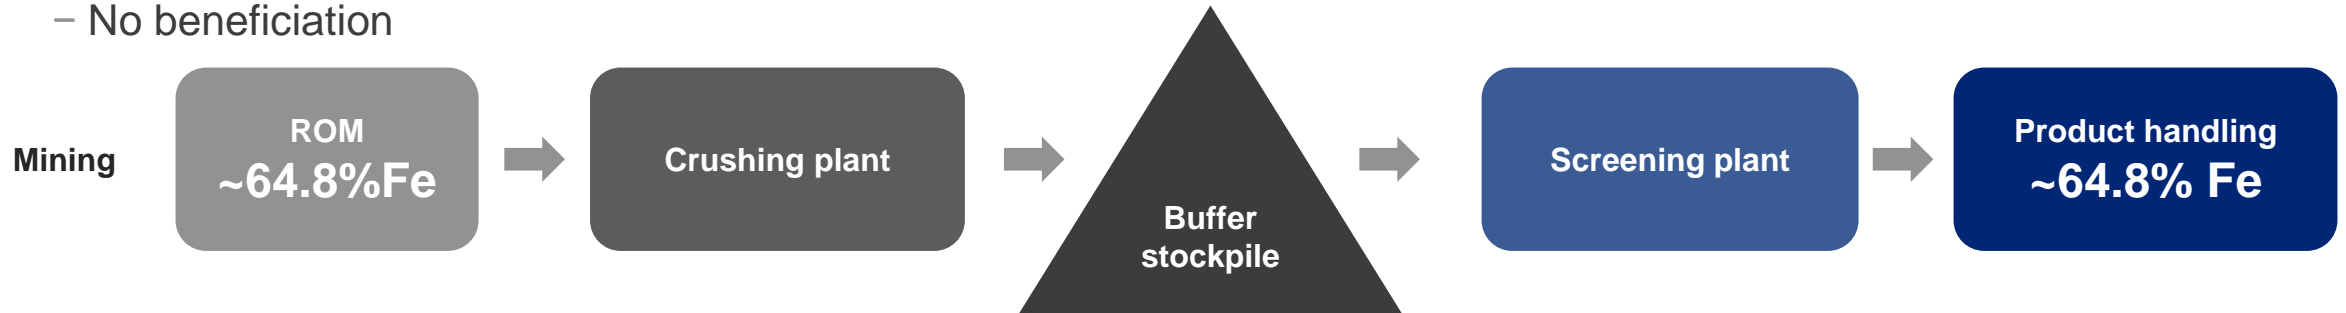 – No beneficiation
Mining
ROM
~64.8%Fe
Crushing plant
Buffer
stockpile
Screening plant
Product handling
~64.8% Fe